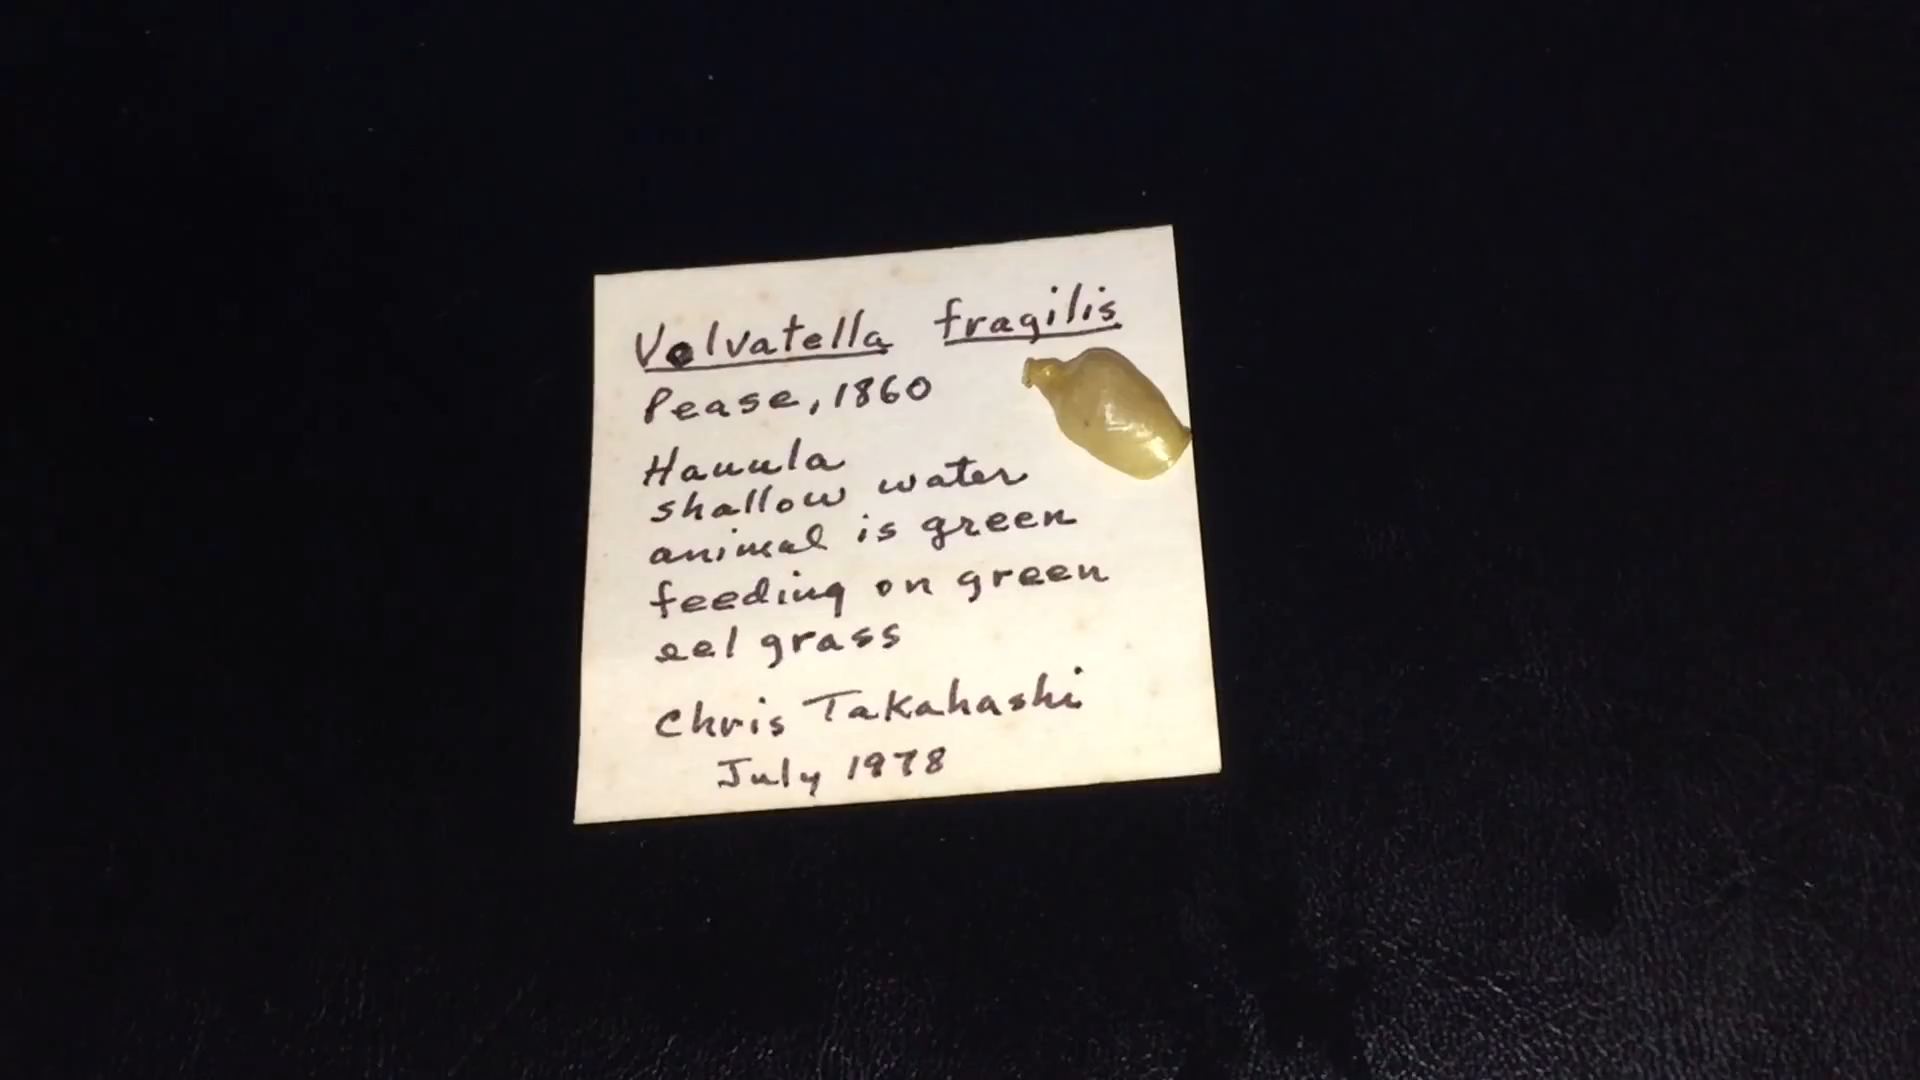 Volvatella fragilis
Pease, 1860
Hauula
shallow water
animal is green
feeding on green
eel grass
Chris Takahashi
July 1978